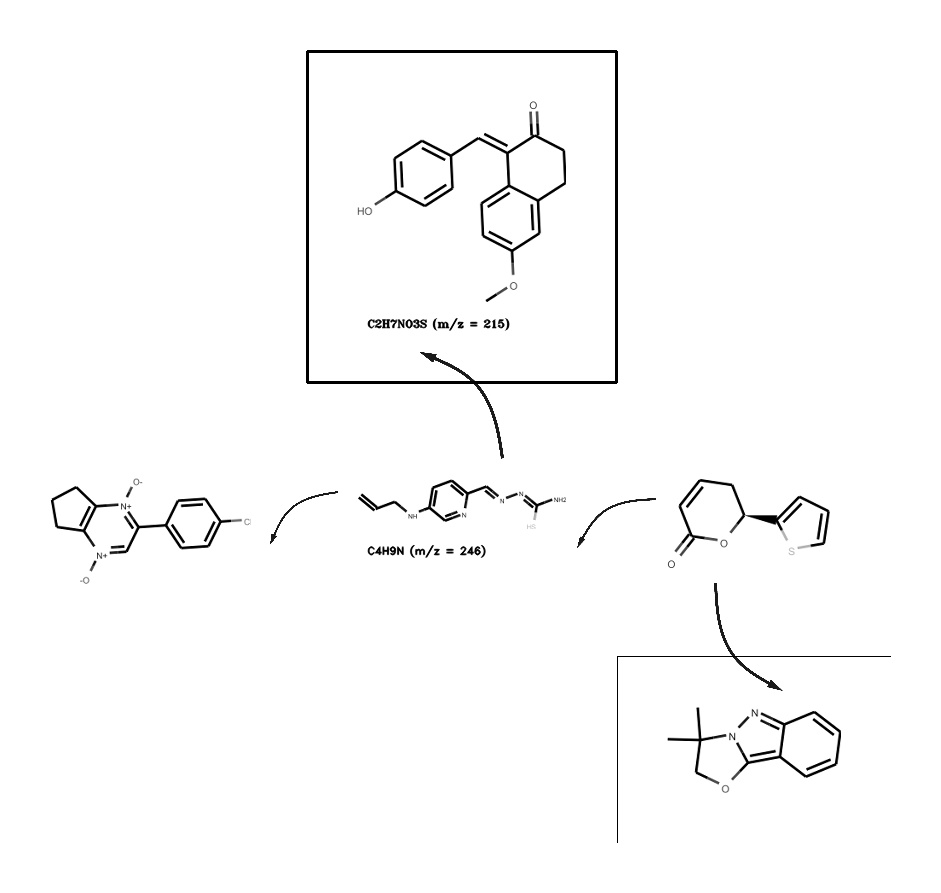 O
HO
O
C2H7NO3S (m/z = 215)
O-
N+
Cl
N+
-O
N
NH
N
N
NH2
HS
C4H9N (m/z = 246)
O
O
S
N
N
O